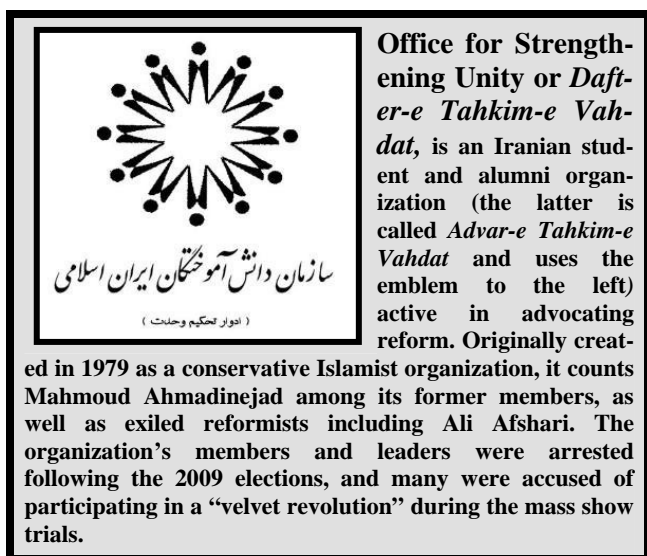 سازمان دانش آموختگان ایران اسلامی
( ادوار تحکیم وحدت )
Office for Strength-
ening Unity or Daft-
er-e Tahkim-e Vah-
dat, is an Iranian stud-
ent and alumni organ-
ization (the latter is
called Advar-e Tahkim-e
Vahdat and uses the
emblem to the left)
active in advocating
reform. Originally creat-
ed in 1979 as a conservative Islamist organization, it counts
Mahmoud Ahmadinejad among its former members, as
well as exiled reformists including Ali Afshari. The
organization’s members and leaders were arrested
following the 2009 elections, and many were accused of
participating in a “velvet revolution” during the mass show
trials.